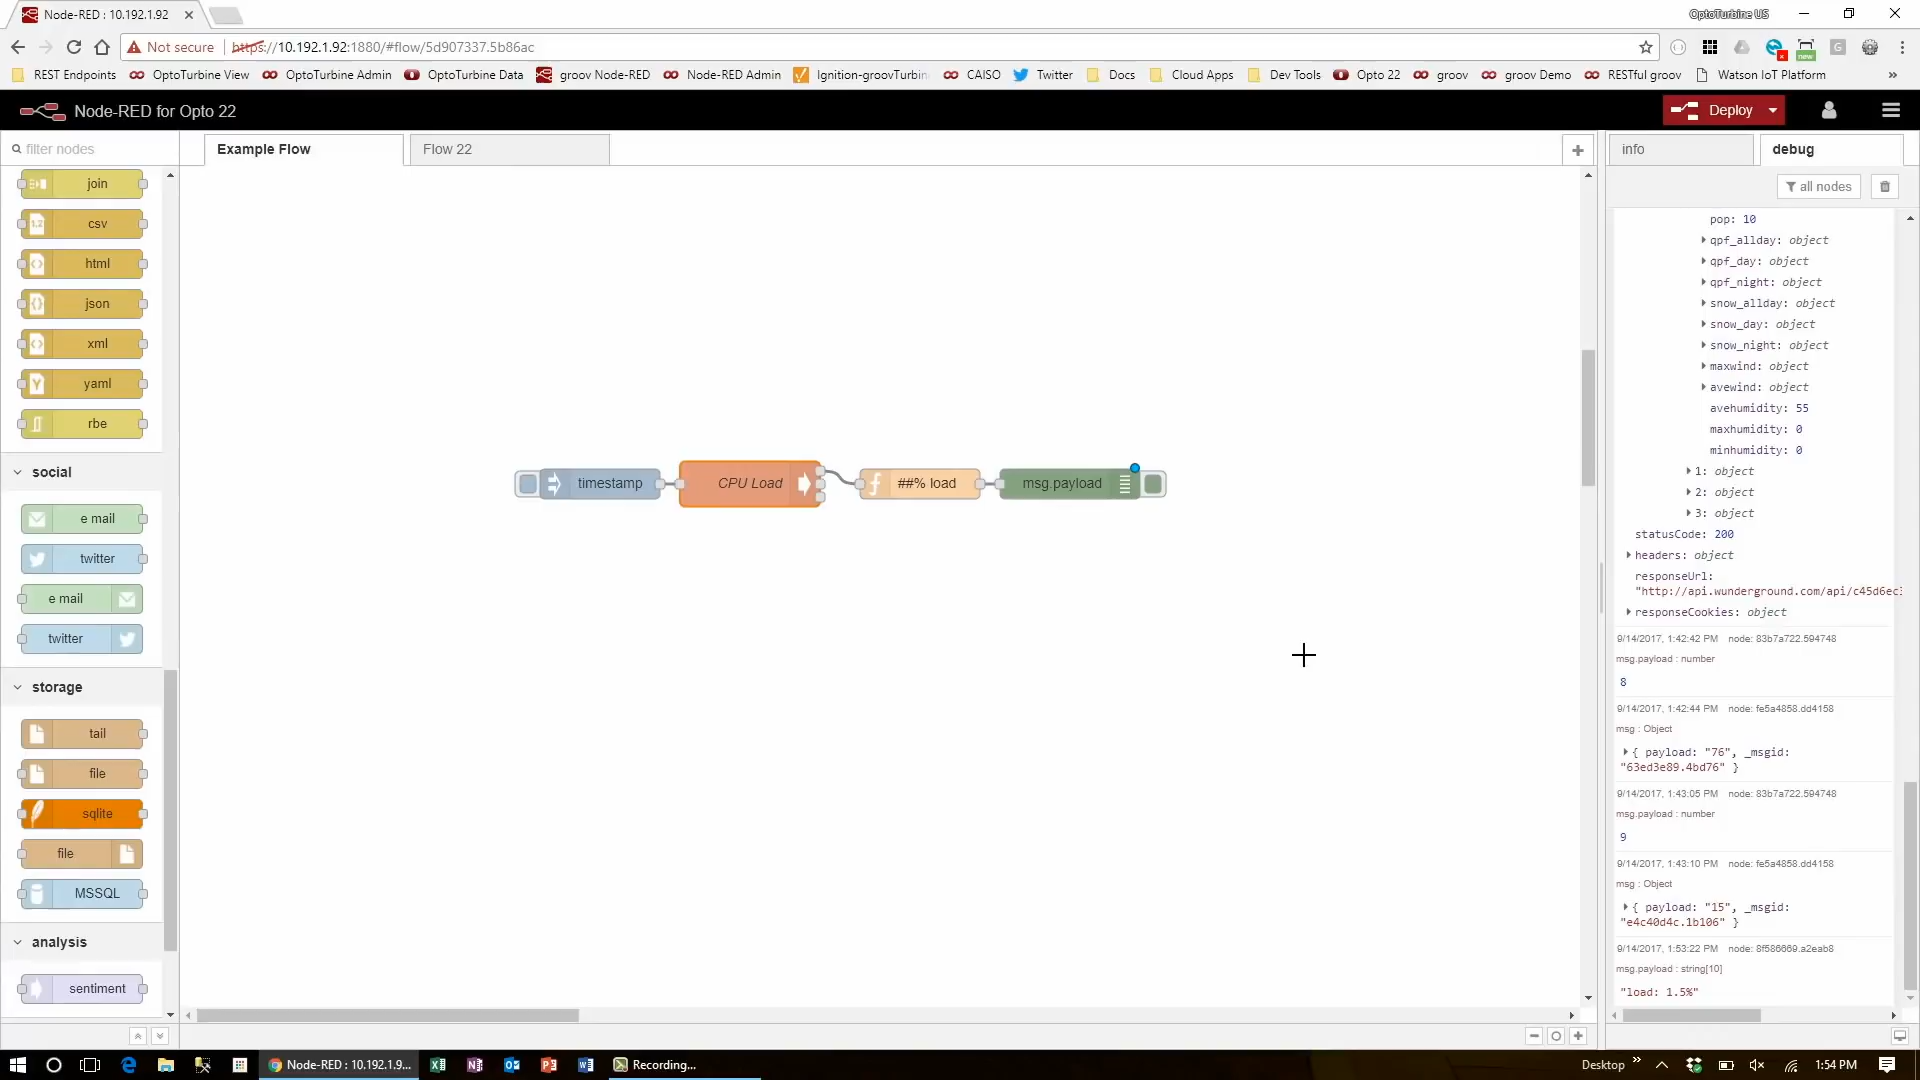 Node-RED : 10.192.1.92
OptoTurbine US
Not secure
https://10.192.1.92:1880/#flow/5d907337.5b86ac
REST Endpoints
OptoTurbine View
OptoTurbine Admin
OptoTurbine Data
groov Node-RED
Node-RED Admin
Ignition-groovTurbin
CAISO
Twitter
Docs
Cloud Apps
Dev Tools
Opto 22
groov
groov Demo
RESTful groov
Watson IoT Platform
»
Node-RED for Opto 22
Deploy
filter nodes
Example Flow
Flow 22
info
debug
all nodes
join
csv
html
json
xml
yaml
rbe
social
e mail
twitter
e mail
twitter
storage
tail
file
sqlite
file
MSSQL
analysis
sentiment
timestamp
CPU Load
##% load
msg.payload
pop: 10
qpf_allday: object
qpf_day: object
qpf_night: object
snow_allday: object
snow_day: object
snow_night: object
maxwind: object
avewind: object
avehumidity: 55
maxhumidity: 0
minhumidity: 0
1: object
2: object
3: object
statusCode: 200
headers: object
responseUrl:
"http://api.wunderground.com/api/c45d6ec
responseCookies: object
9/14/2017, 1:42:42 PM node: 83b7a722.594748
msg.payload : number
8
9/14/2017, 1:42:44 PM node: fe5a4858.dd4158
msg : Object
{ payload: "76", _msgid:
"63ed3e89.4bd76" }
9/14/2017, 1:43:05 PM node: 83b7a722.594748
msg.payload : number
9
9/14/2017, 1:43:10 PM node: fe5a4858.dd4158
msg : Object
{ payload: "15", _msgid:
"e4c40d4c.1b106" }
9/14/2017, 1:53:22 PM node: 8f586669.a2eab8
msg.payload : string[10]
"load: 1.5%"
Node-RED : 10.192.1.9...
Recording...
Desktop
»
1:54 PM